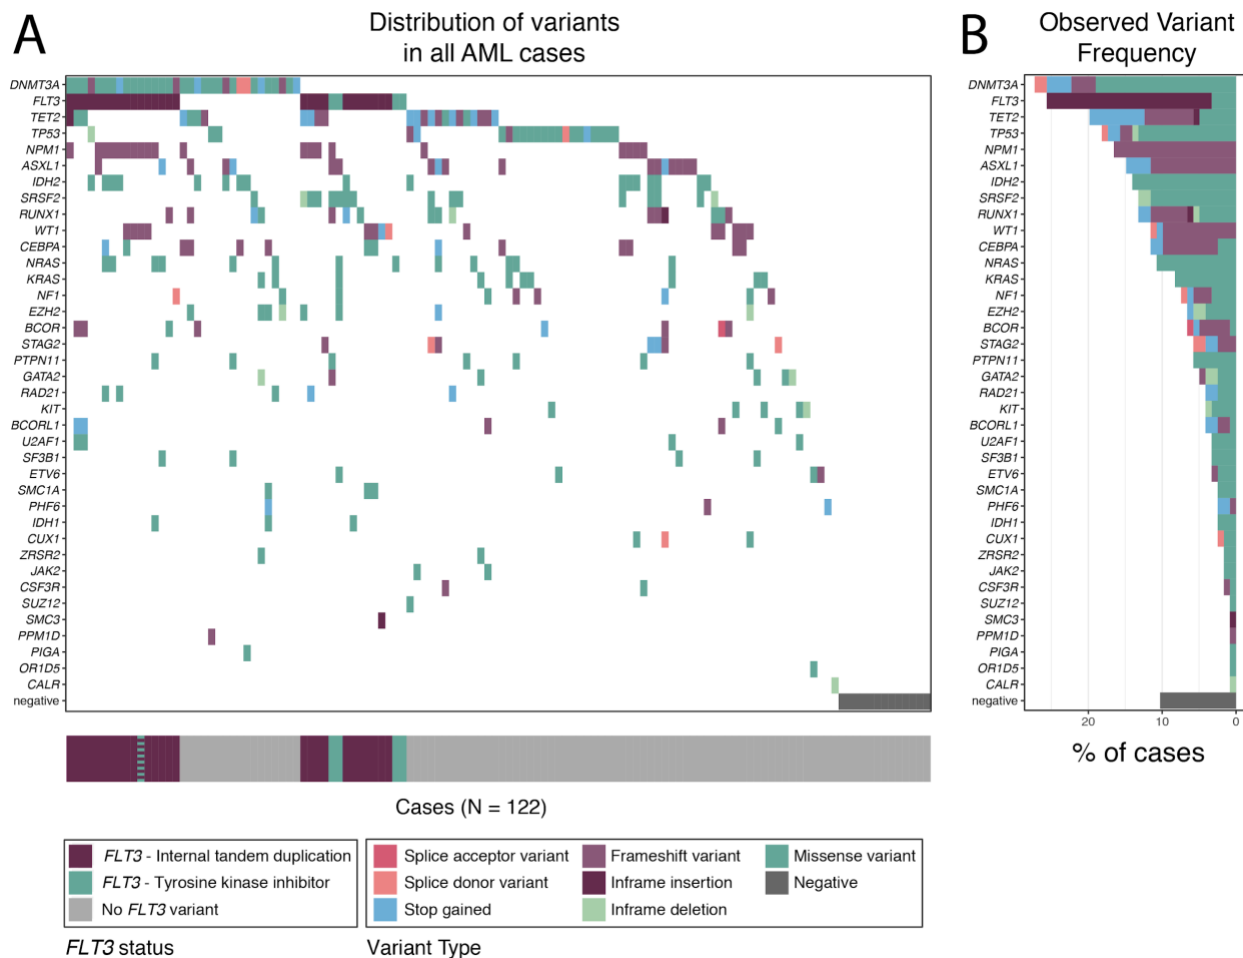 A
Distribution of variants
in all AML cases
B
Observed Variant
Frequency
DNMT3A
FLT3
TET2
TP53
NPM1
ASXL1
IDH2
SRSF2
RUNX1
WT1
CEBPA
NRAS
KRAS
NF1
EZH2
BCOR
STAG2
PTPN11
GATA2
RAD21
KIT
BCORL1
U2AF1
SF3B1
ETV6
SMC1A
PHF6
IDH1
CUX1
ZRSR2
JAK2
CSF3R
SUZ12
SMC3
PPM1D
PIGA
OR1D5
CALR
negative
DNMT3A
FLT3
TET2
TP53
NPM1
ASXL1
IDH2
SRSF2
RUNX1
WT1
CEBPA
NRAS
KRAS
NF1
EZH2
BCOR
STAG2
PTPN11
GATA2
RAD21
KIT
BCORL1
U2AF1
SF3B1
ETV6
SMC1A
PHF6
IDH1
CUX1
ZRSR2
JAK2
CSF3R
SUZ12
SMC3
PPM1D
PIGA
OR1D5
CALR
negative
20 10 0
% of cases
Cases (N = 122)
FLT3 - Internal tandem duplication
FLT3 - Tyrosine kinase inhibitor
No FLT3 variant
FLT3 status
Splice acceptor variant
Splice donor variant
Stop gained
Frameshift variant
Inframe insertion
Inframe deletion
Missense variant
Negative
Variant Type